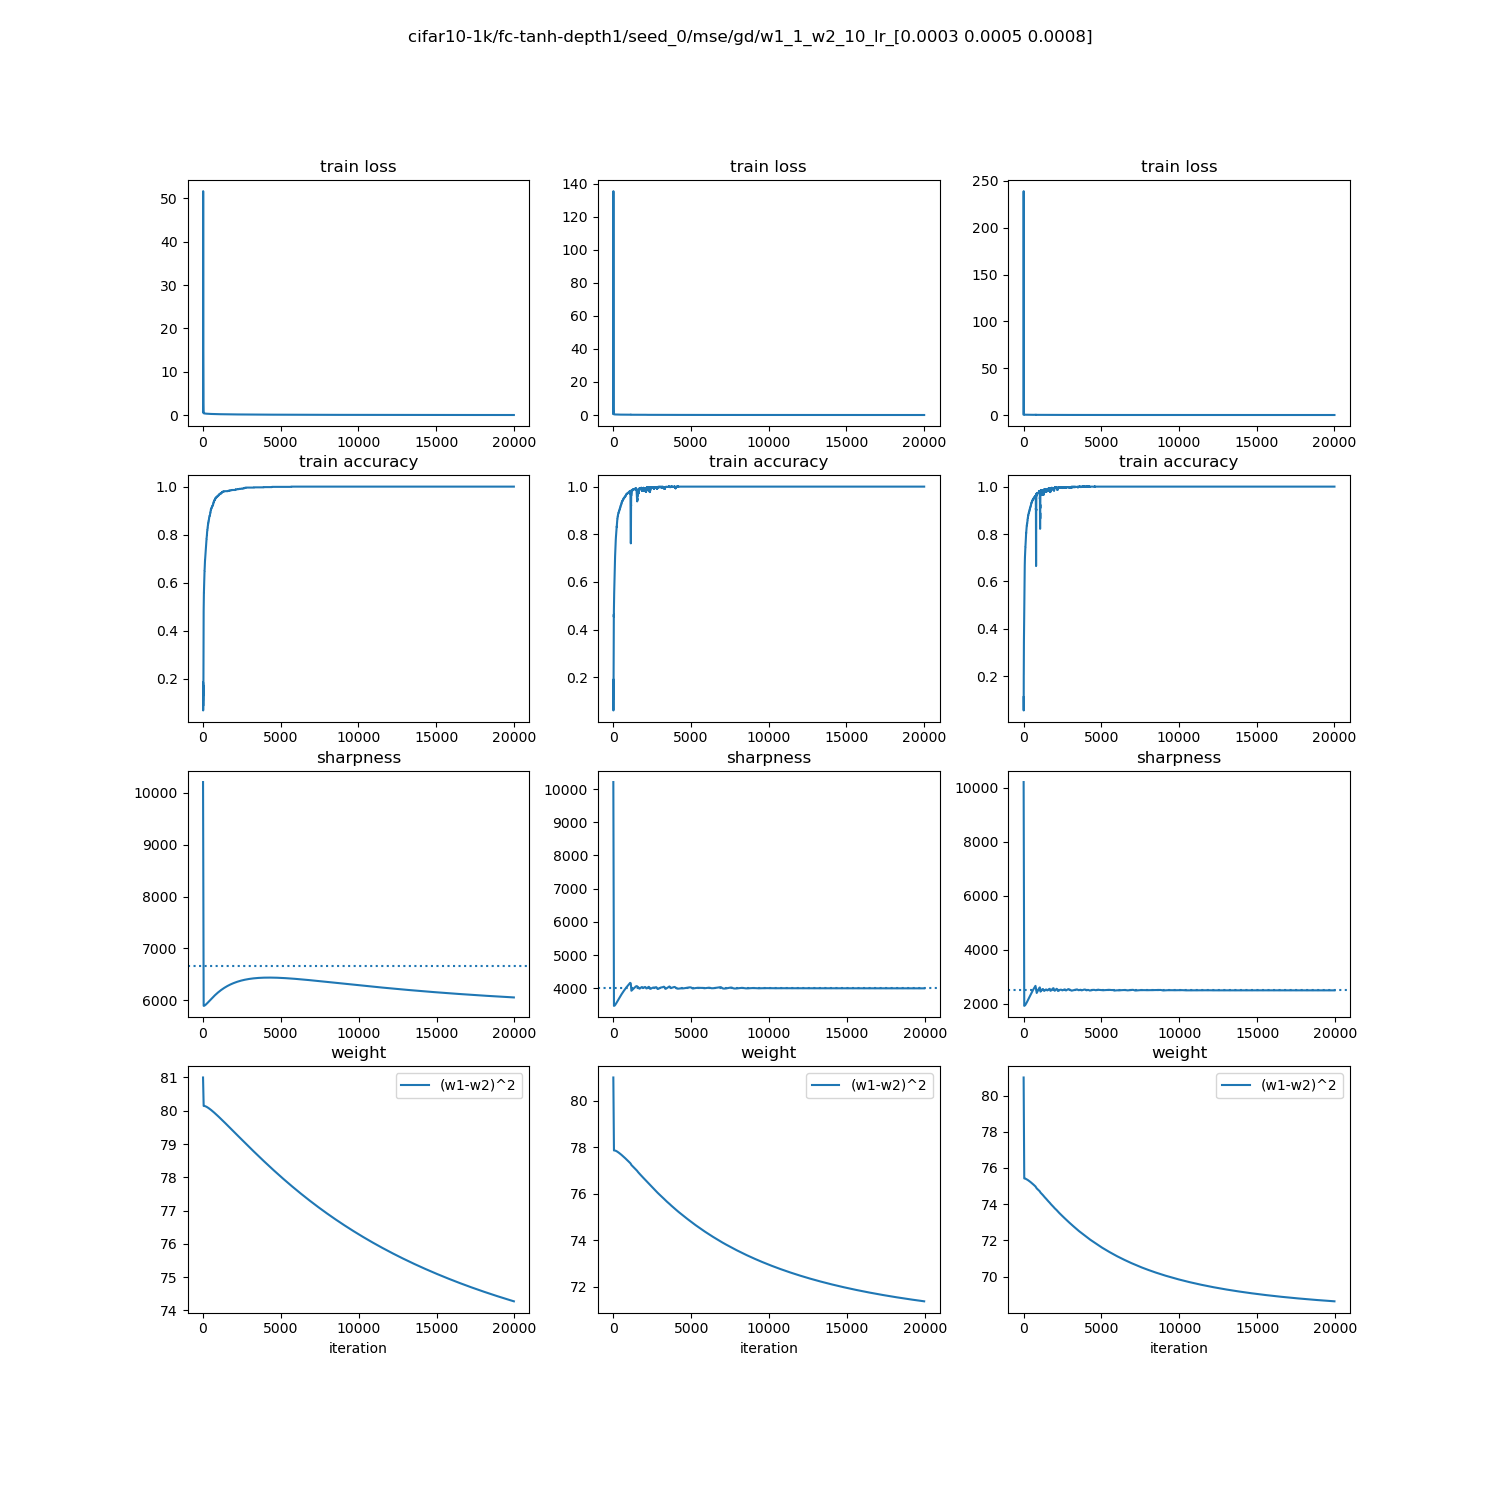 cifar10-1k/fc-tanh-depth1/seed_0/mse/gd/w1_1_w2_10_lr_[0.0003 0.0005 0.0008]
train loss train loss train loss
50 40 30 20 10 0
140 120 100 80 60 40 20 0
250 200 150 100 50 0
0 5000 10000 15000 20000 0 5000 10000 15000 20000 0 5000 10000 15000 20000
train accuracy train accuracy train accuracy
1.0 0.8 0.6 0.4 0.2
1.0 0.8 0.6 0.4 0.2
1.0 0.8 0.6 0.4 0.2
0 5000 10000 15000 20000 0 5000 10000 15000 20000 0 5000 10000 15000 20000
sharpness sharpness sharpness
10000 9000 8000 7000 6000
10000 9000 8000 7000 6000 5000 4000
10000 8000 6000 4000 2000
0 5000 10000 15000 20000 0 5000 10000 15000 20000 0 5000 10000 15000 20000
weight weight weight
(w1-w2)^2 (w1-w2)^2 (w1-w2)^2
81 80 79 78 77 76 75 74
80 78 76 74 72
80 78 76 74 72 70
0 5000 10000 15000 20000 0 5000 10000 15000 20000 0 5000 10000 15000 20000
iteration iteration iteration